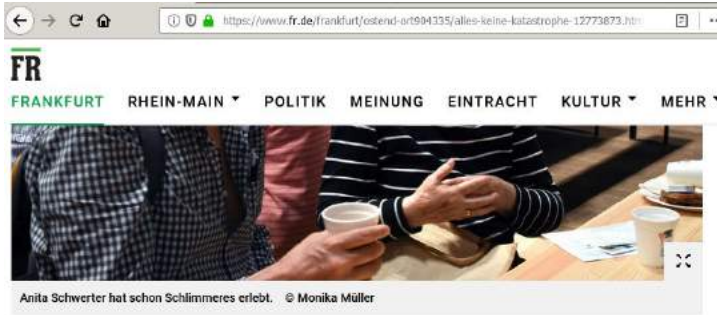 https://www.fr.de/frankfurt/ostend-ort904335/alles-keine-katastrophe-12773873.htm
FR
FRANKFURT RHEIN-MAIN POLITIK MEINUNG EINTRACHT KULTUR MEHR
Anita Schwerter hat schon Schlimmeres erlebt. © Monika Müller